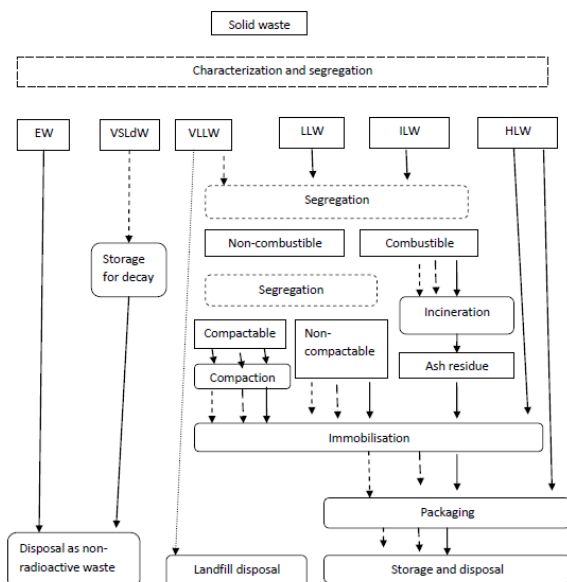 Solid waste
Characterization and segregation
EW
VSLdW
VLLW
LLW
ILW
HLW
Segregation
Non-combustible
Combustible
Storage
for decay
Segregation
Incineration
Compactable
Non-
compactable
Compaction
Ash residue
Immobilisation
Packaging
Disposal as non-
radioactive waste
Landfill disposal
Storage and disposal